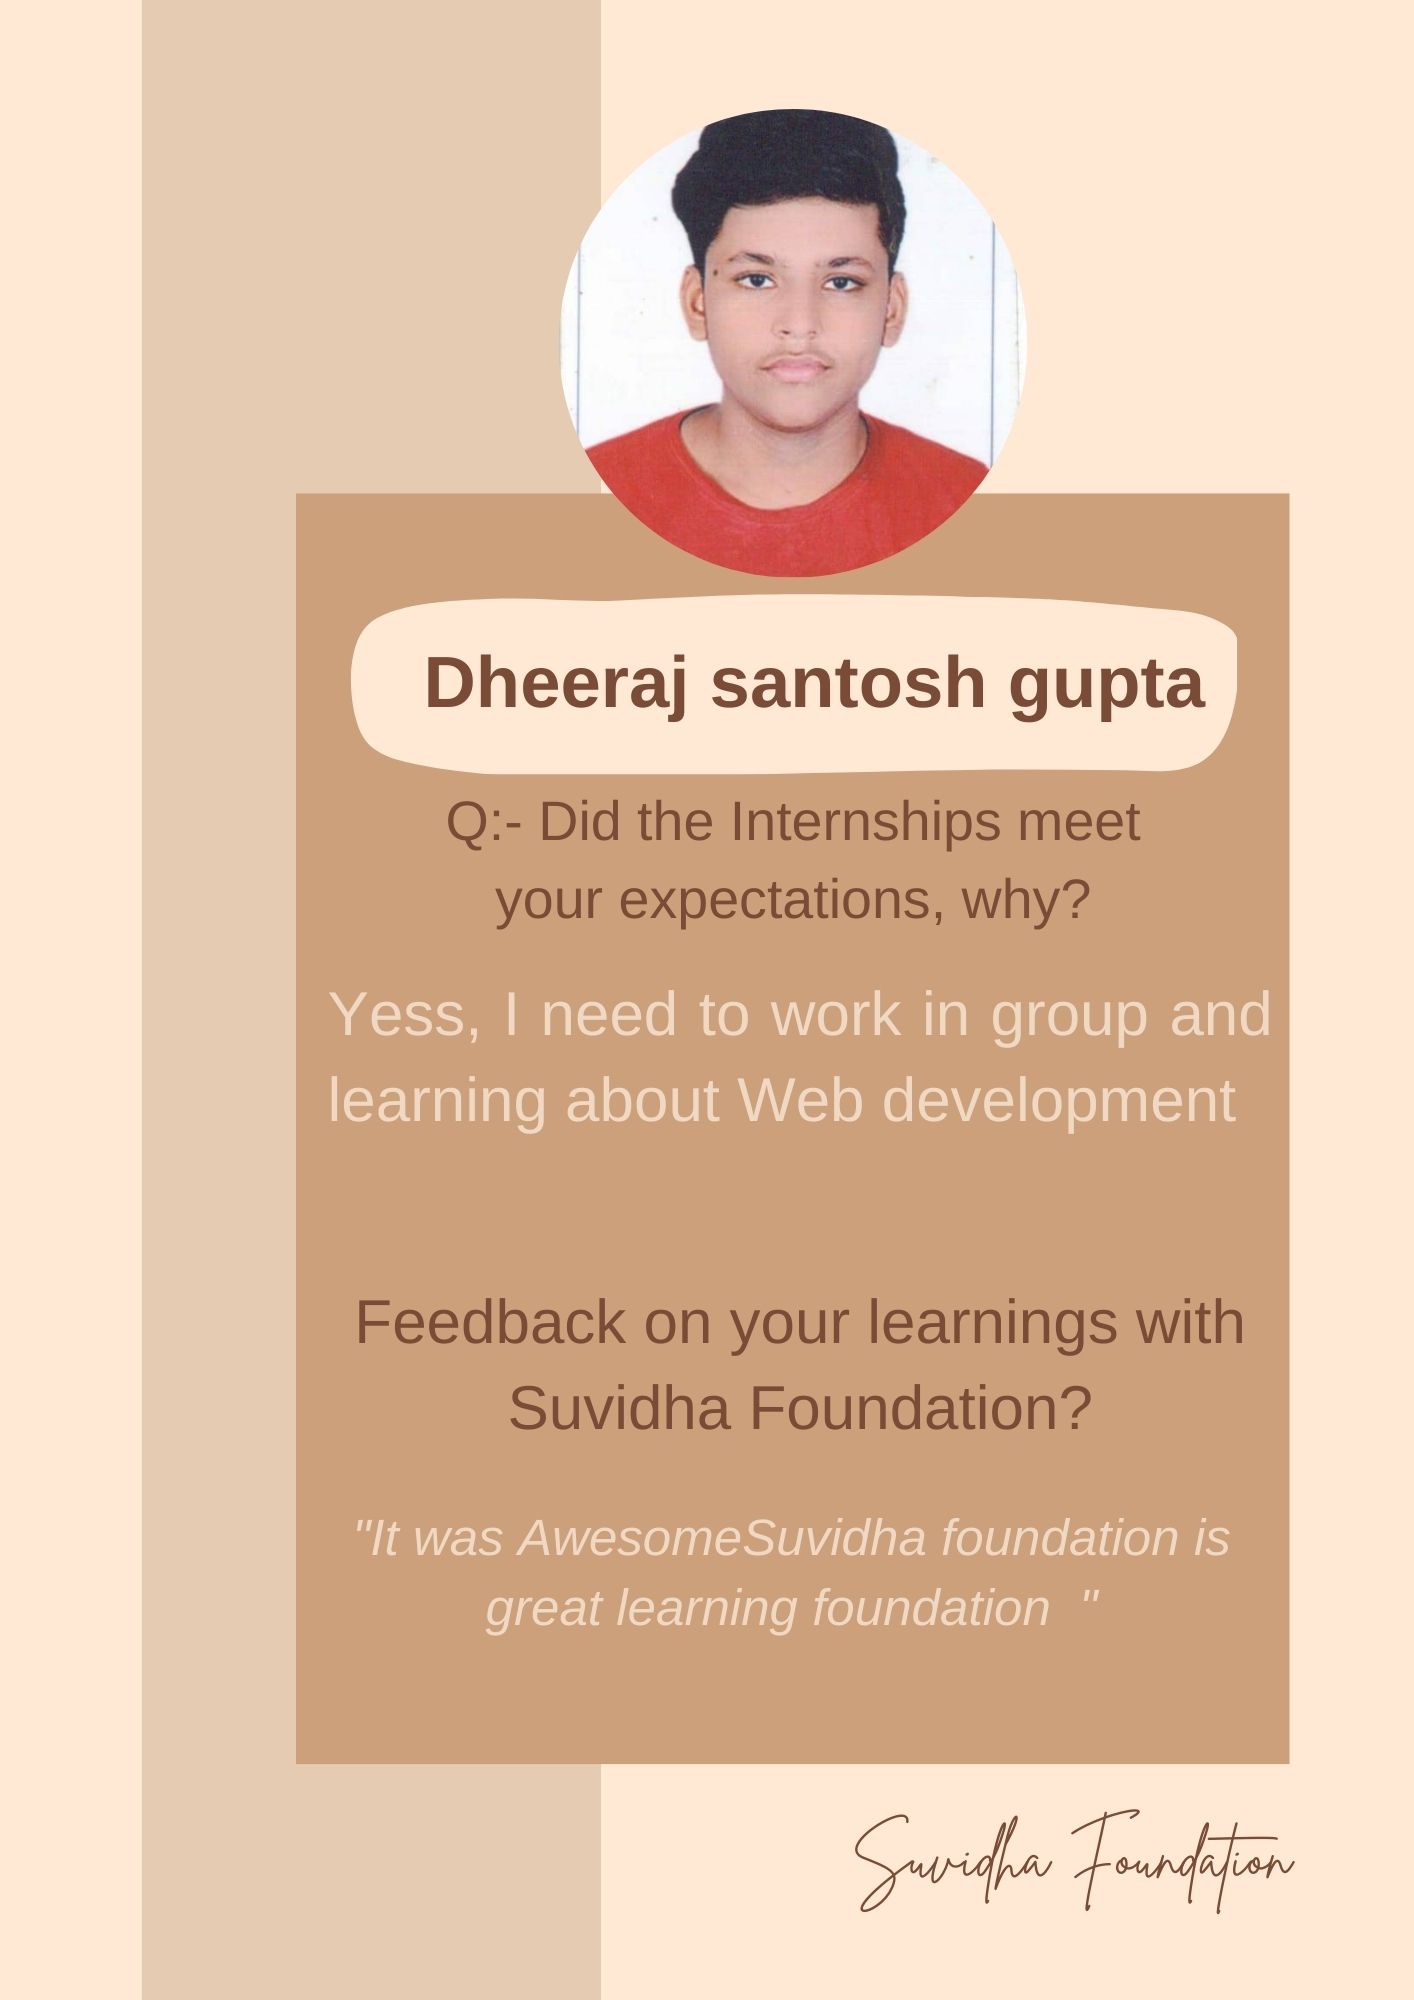 Dheeraj santosh gupta
Q:- Did the Internships meet
your expectations, why?
Yess, I need to work in group and
learning about Web development
Feedback on your learnings with
Suvidha Foundation?
"It was AwesomeSuvidha foundation is
great learning foundation  "
Suvidha Foundation